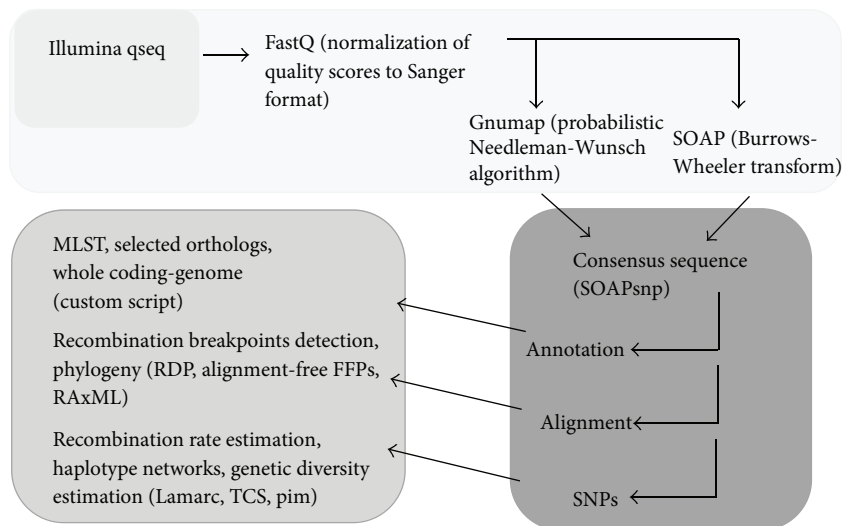 Illumina qseq
FastQ (normalization of
quality scores to Sanger
format)
Gnumap (probabilistic
Needleman-Wunsch
algorithm)
SOAP (Burrows-
Wheeler transform)
MLST, selected orthologs,
whole coding-genome
(custom script)
Recombination breakpoints detection,
phylogeny (RDP, alignment-free FFPs,
RAxML)
Recombination rate estimation,
haplotype networks, genetic diversity
estimation (Lamarc, TCS, pim)
Consensus sequence
(SOAPsnp)
Annotation
Alignment
SNPs